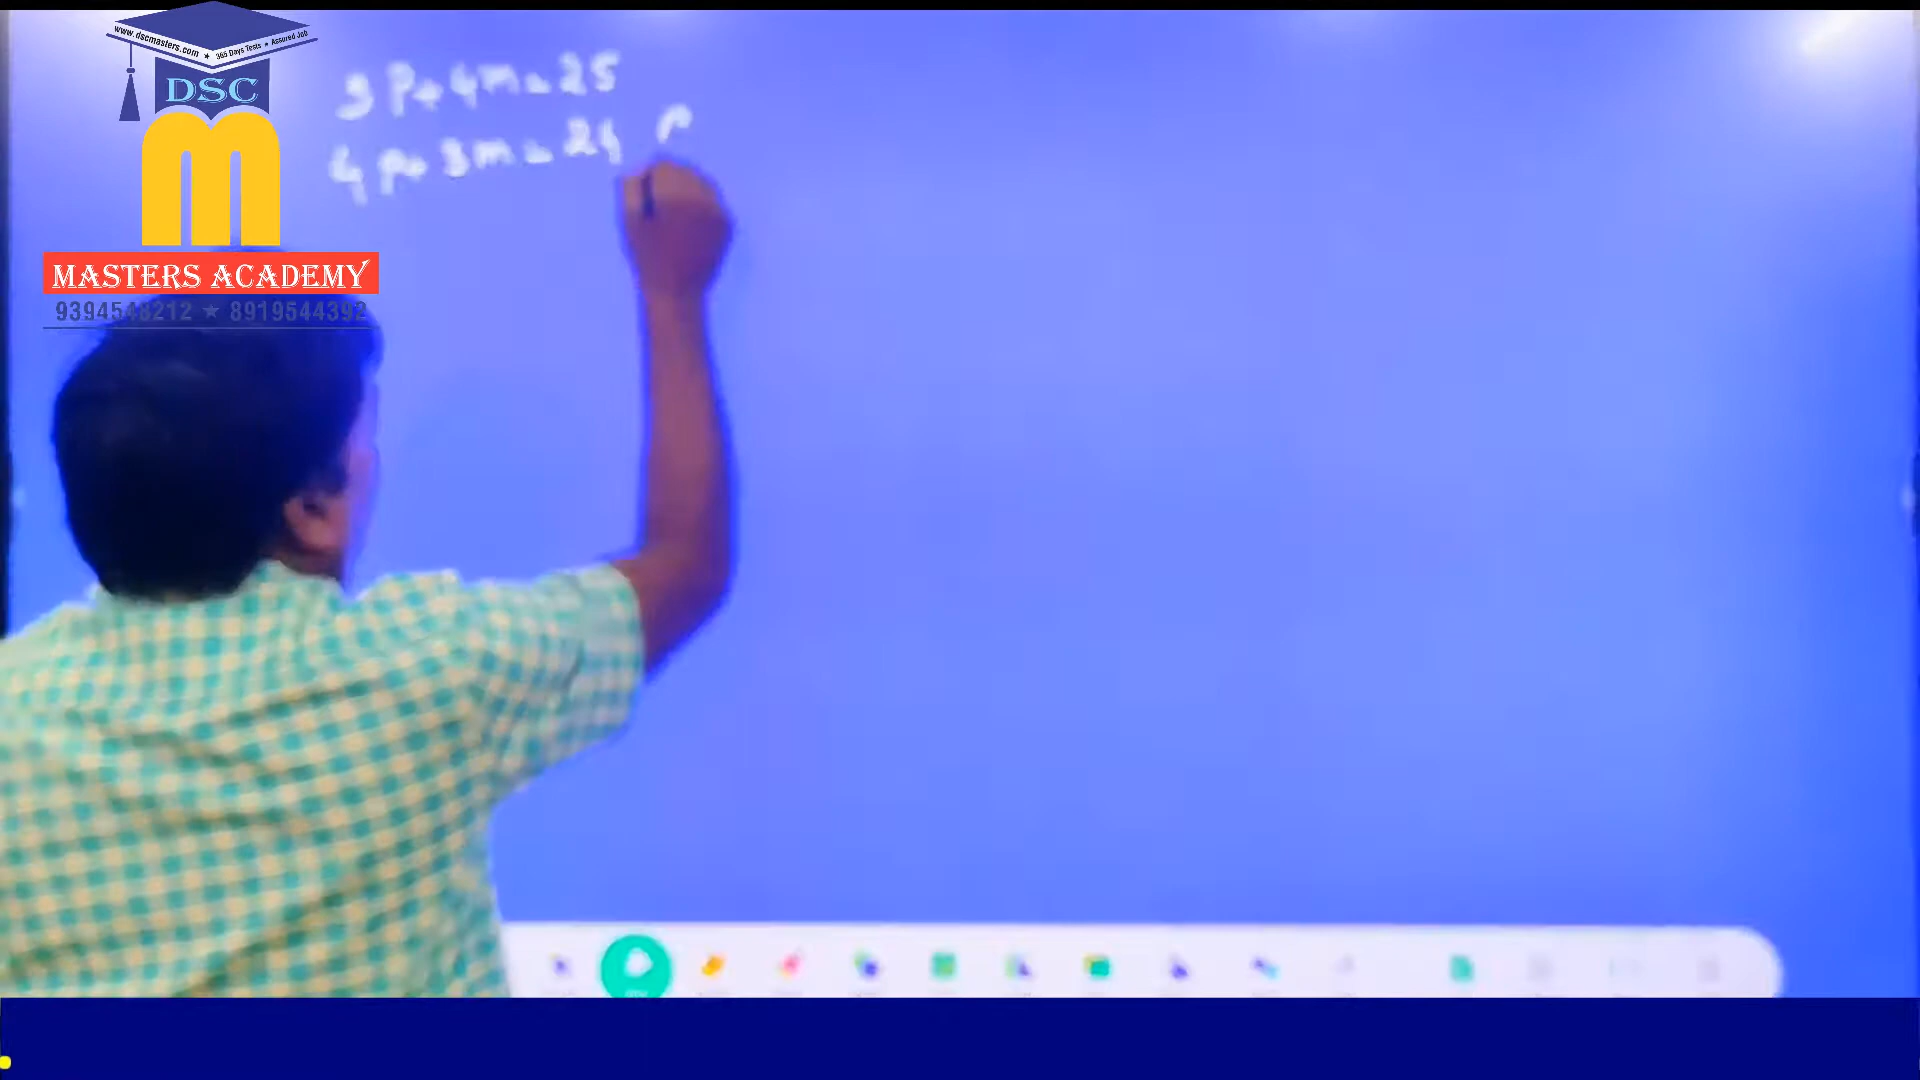 www.dscmasters.com ★ 365 Days Tests ★ Assured Job
DSC
MASTERS ACADEMY
9394548212 ★ 8919544392
3P+4m=25
4P+3m=24 P